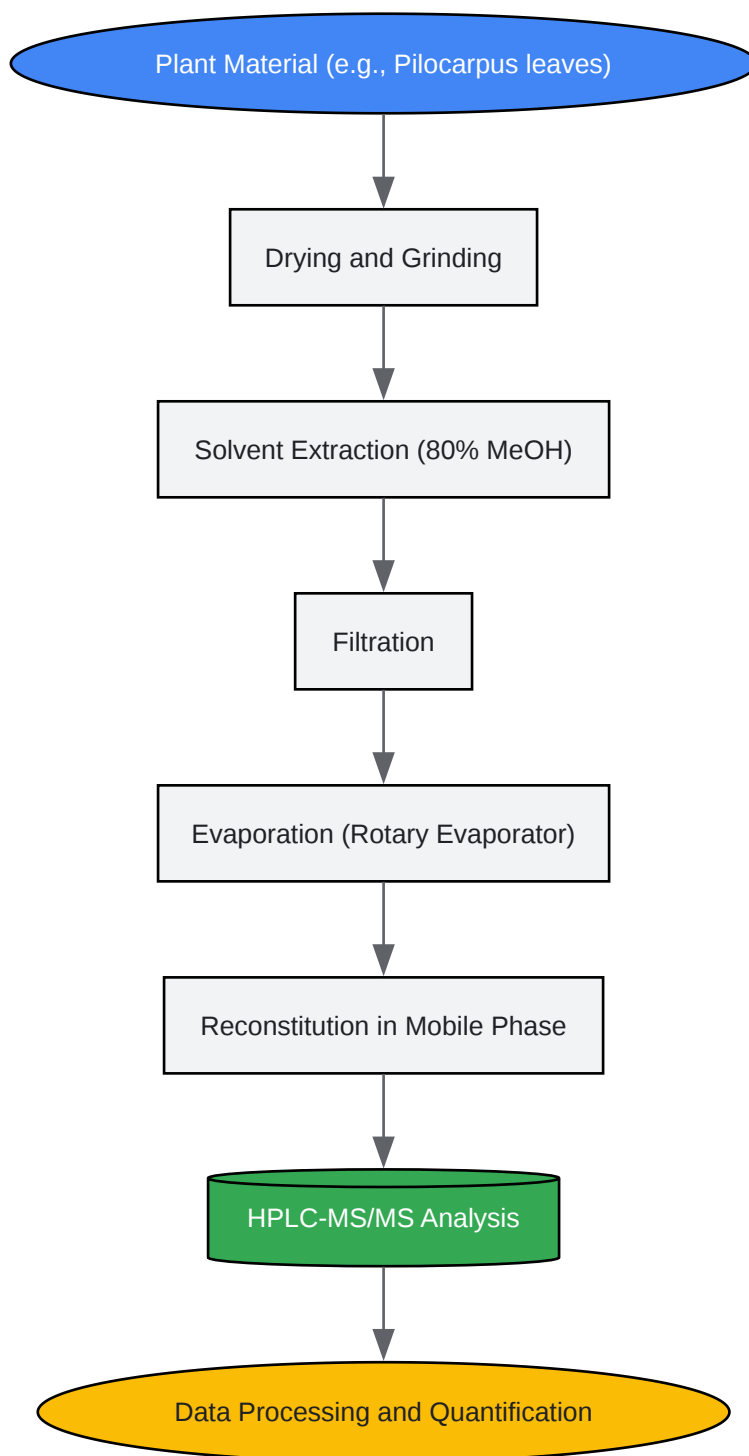 Plant Material (e.g., Pilocarpus leaves)
Drying and Grinding
Solvent Extraction (80% MeOH)
Filtration
Evaporation (Rotary Evaporator)
Reconstitution in Mobile Phase
HPLC-MS/MS Analysis
Data Processing and Quantification